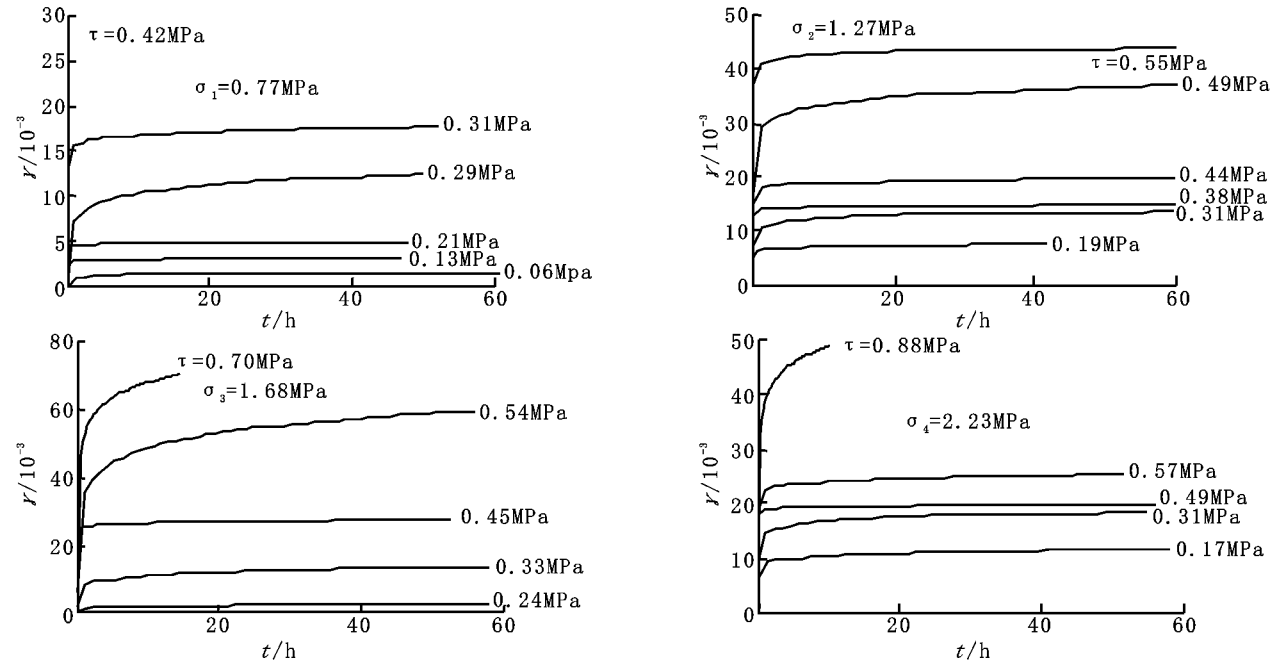 30
25
20
15
10
5
0
γ/10⁻³
τ=0.42MPa
σ₁=0.77MPa
0.31MPa
0.29MPa
0.21MPa
0.13MPa
0.06Mpa
20
40
60
t/h
50
40
30
20
10
0
γ/10⁻³
σ₂=1.27MPa
τ=0.55MPa
0.49MPa
0.44MPa
0.38MPa
0.31MPa
0.19MPa
20
40
60
t/h
80
60
40
20
0
γ/10⁻³
τ=0.70MPa
σ₃=1.68MPa
0.54MPa
0.45MPa
0.33MPa
0.24MPa
20
40
60
t/h
50
40
30
20
10
0
γ/10⁻³
τ=0.88MPa
σ₄=2.23MPa
0.57MPa
0.49MPa
0.31MPa
0.17MPa
20
40
60
t/h